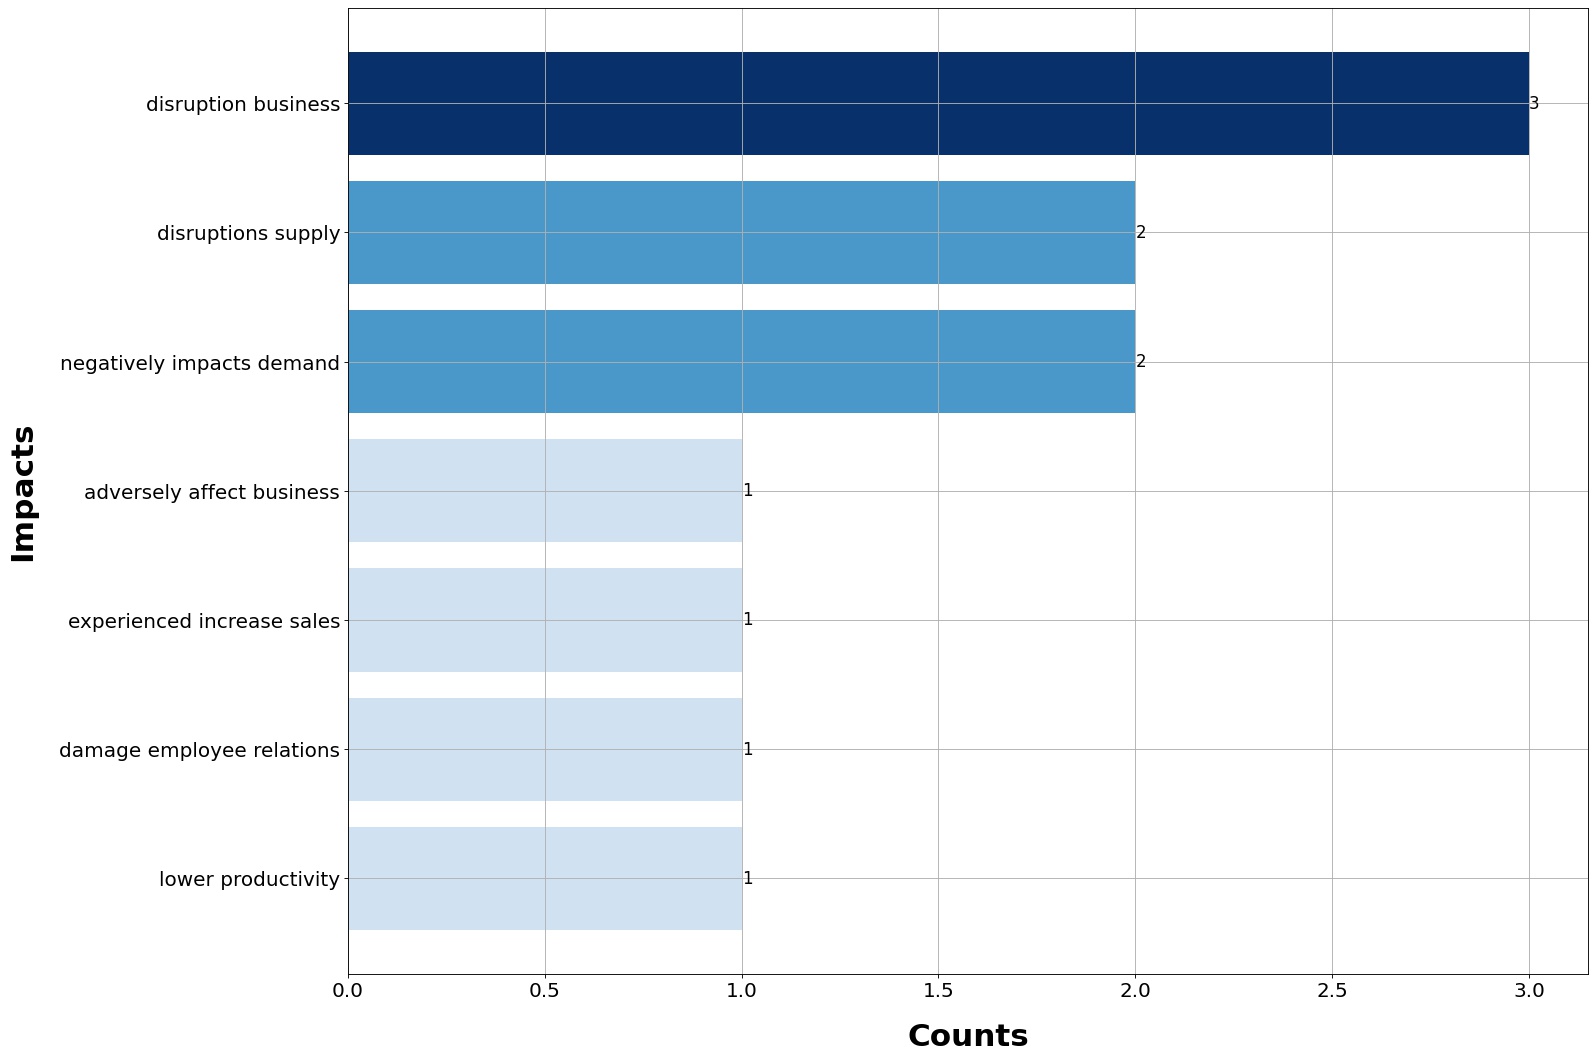 disruption business
3
disruptions supply
2
negatively impacts demand
2
adversely affect business
1
experienced increase sales
1
damage employee relations
1
lower productivity
1
Impacts
0.0 0.5 1.0 1.5 2.0 2.5 3.0
Counts